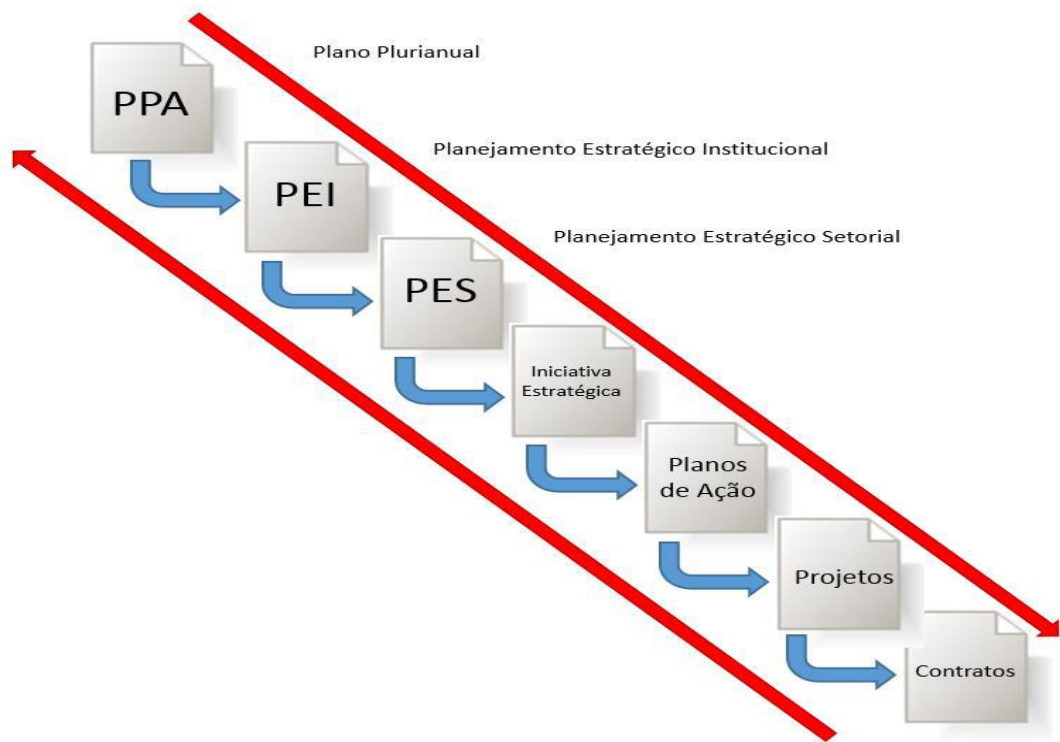 Plano Plurianual
PPA
Planejamento Estratégico Institucional
PEI
Planejamento Estratégico Setorial
PES
Iniciativa
Estratégica
Planos
de Ação
Projetos
Contratos